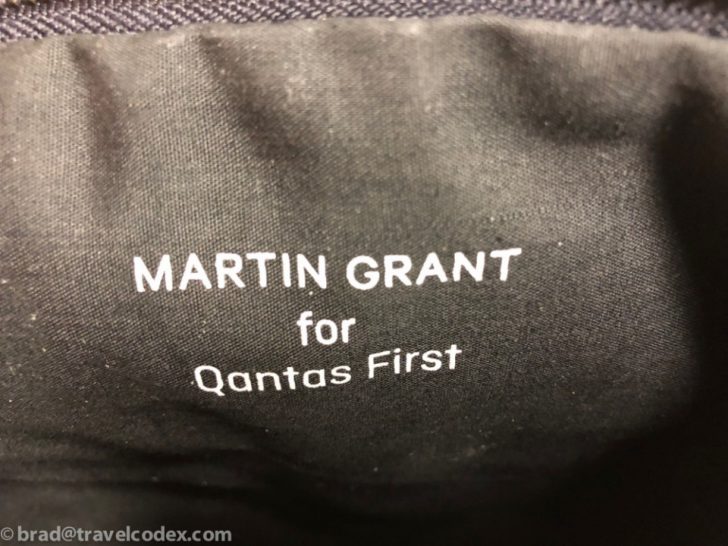 MARTIN GRANT
for
Qantas First
© brad@travelcodex.com